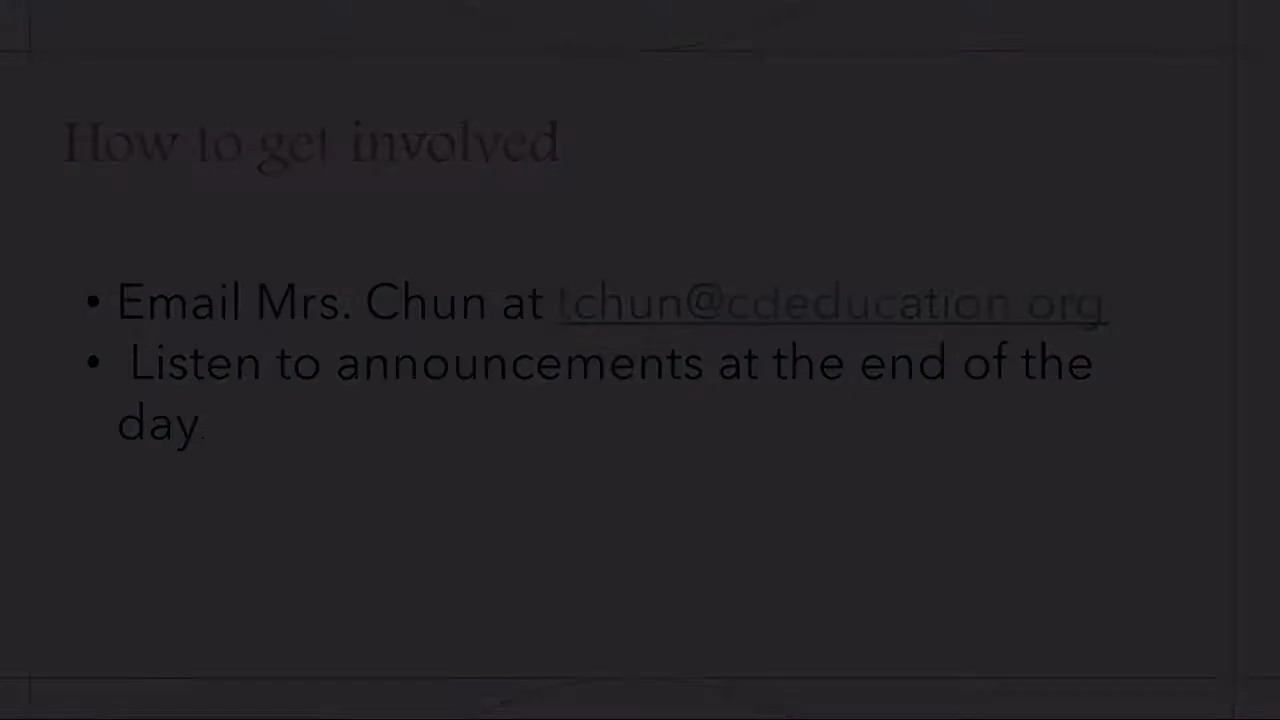 How to get involved
• Email Mrs. Chun at tchun@cdeducation.org
• Listen to announcements at the end of the
day.